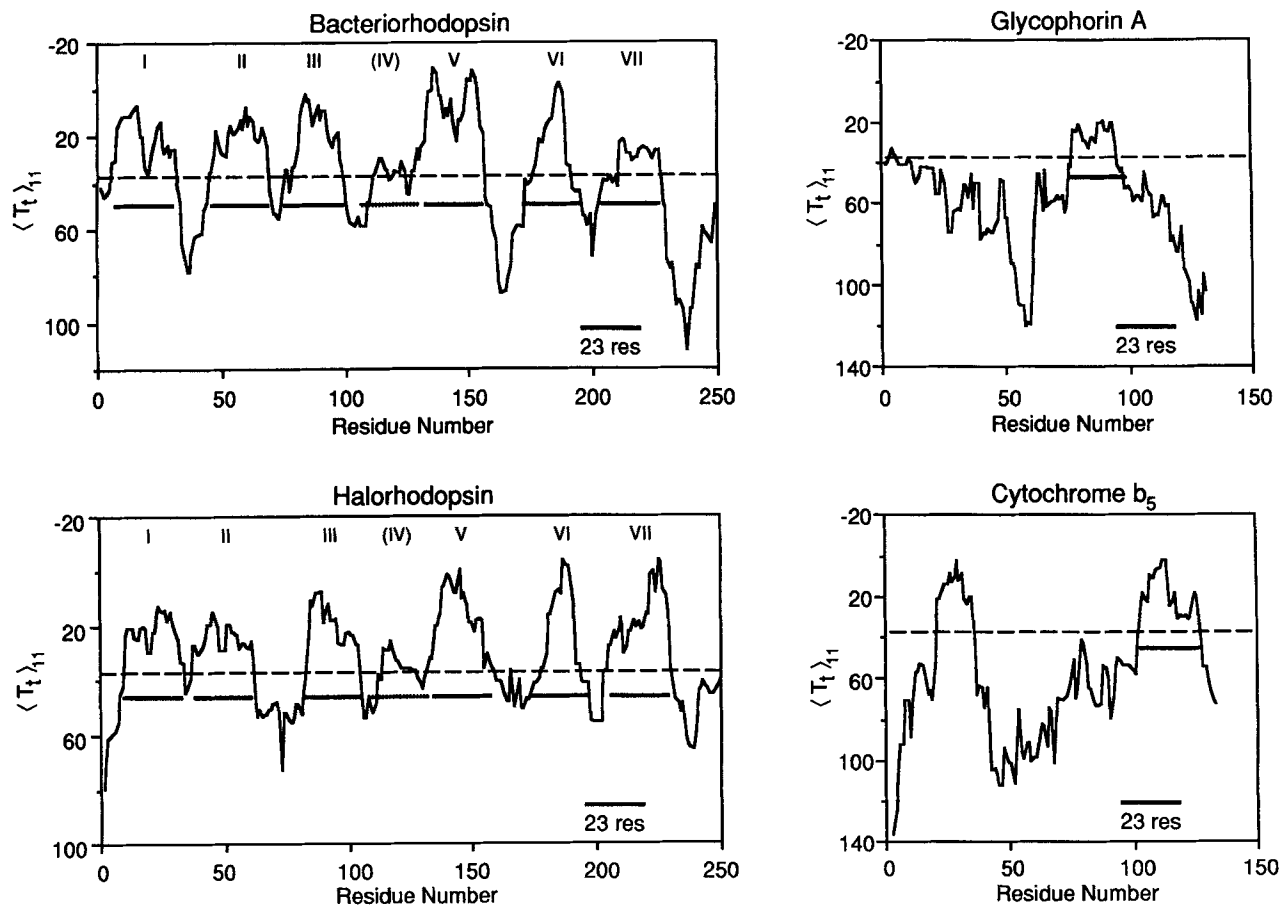 Bacteriorhodopsin
-20
20
60
100
⟨Tt⟩11
I II III (IV) V VI VII
23 res
0 50 100 150 200 250
Residue Number
Glycophorin A
-20
20
60
100
140
⟨Tt⟩11
23 res
0 50 100 150
Residue Number
Halorhodopsin
-20
20
60
100
⟨Tt⟩11
I II III (IV) V VI VII
23 res
0 50 100 150 200 250
Residue Number
Cytochrome b5
-20
20
60
100
140
⟨Tt⟩11
23 res
0 50 100 150
Residue Number